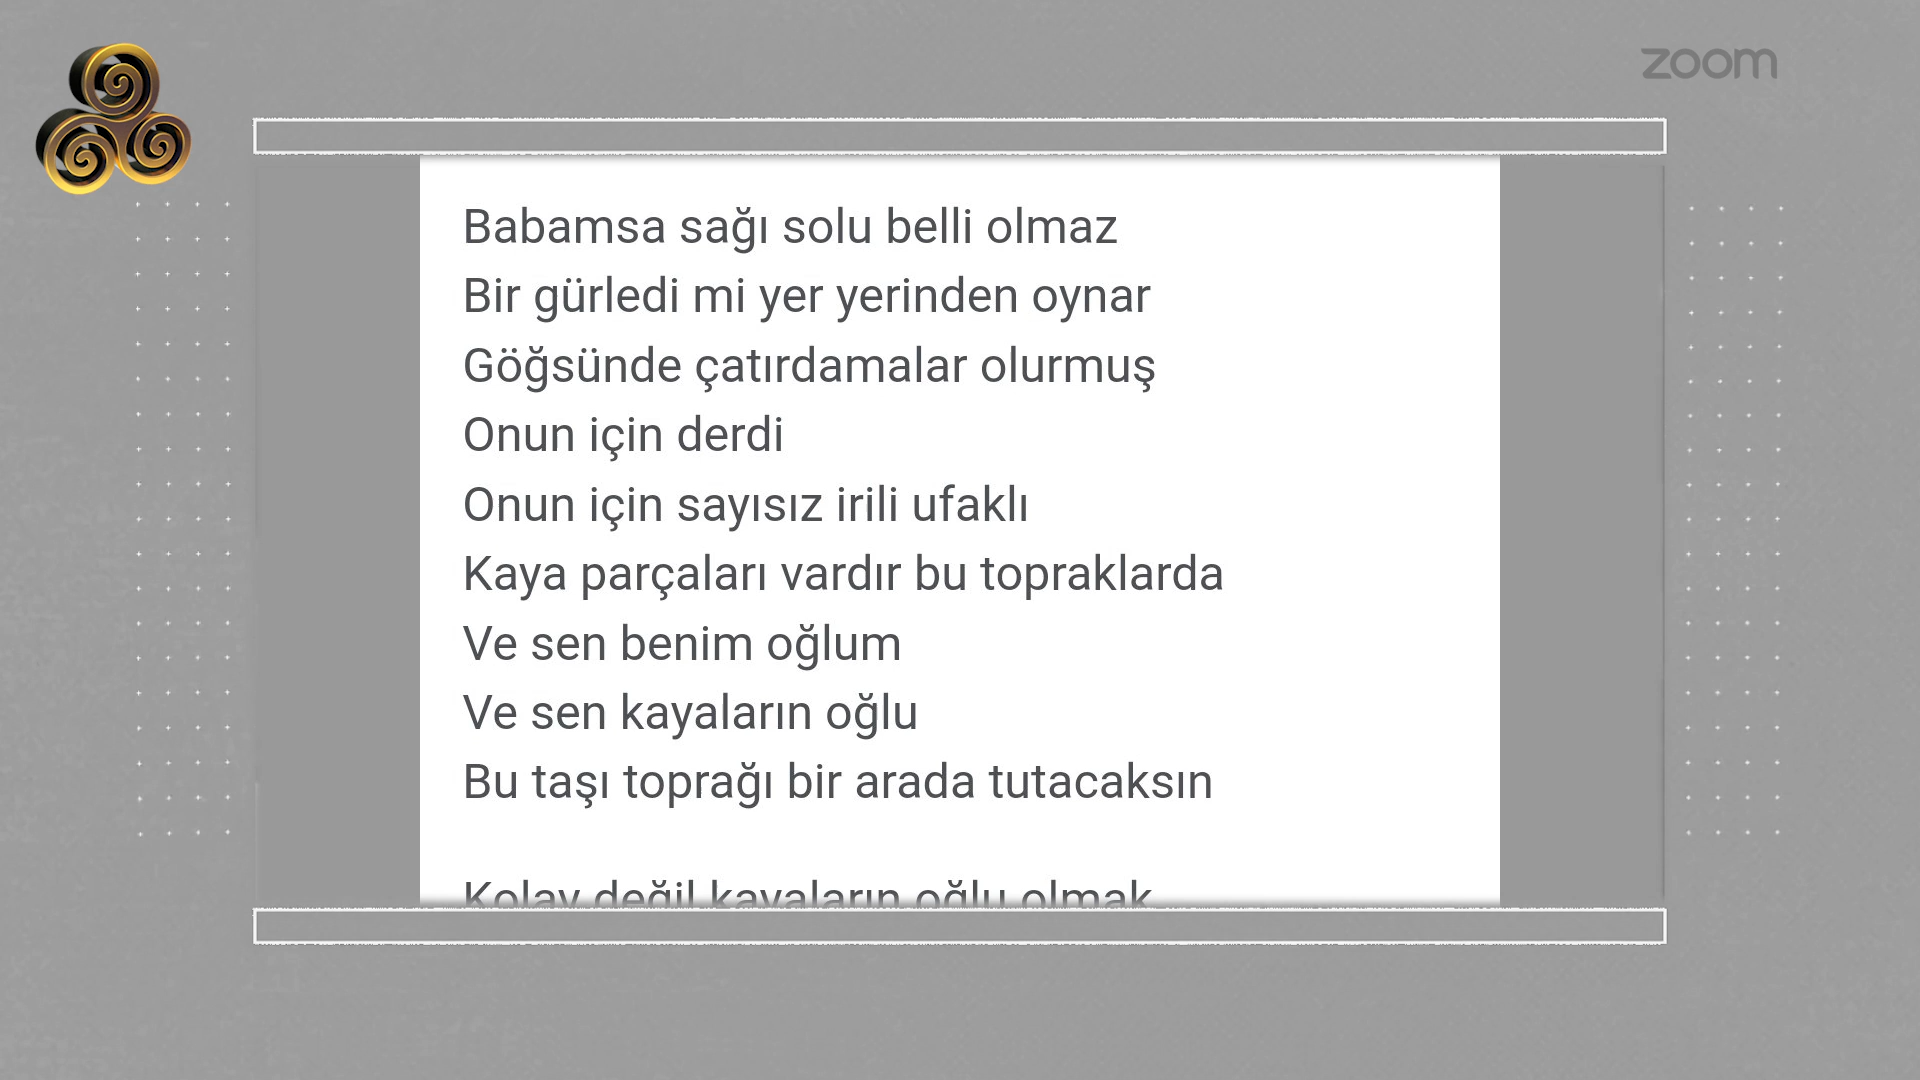 zoom
Babamsa sağı solu belli olmaz
Bir gürledi mi yer yerinden oynar
Göğsünde çatırdamalar olurmuş
Onun için derdi
Onun için sayısız irili ufaklı
Kaya parçaları vardır bu topraklarda
Ve sen benim oğlum
Ve sen kayaların oğlu
Bu taşı toprağı bir arada tutacaksın
Kolay değil kayaların oğlu olmak